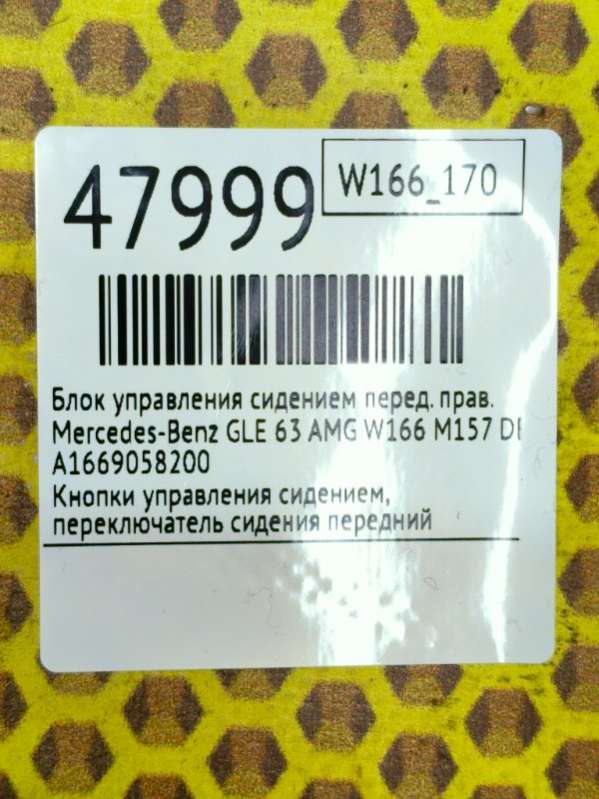 47999
W166_170
Блок управления сидением перед. прав.
Mercedes-Benz GLE 63 AMG W166 M157
A1669058200
Кнопки управления сидением,
переключатель сидения передний